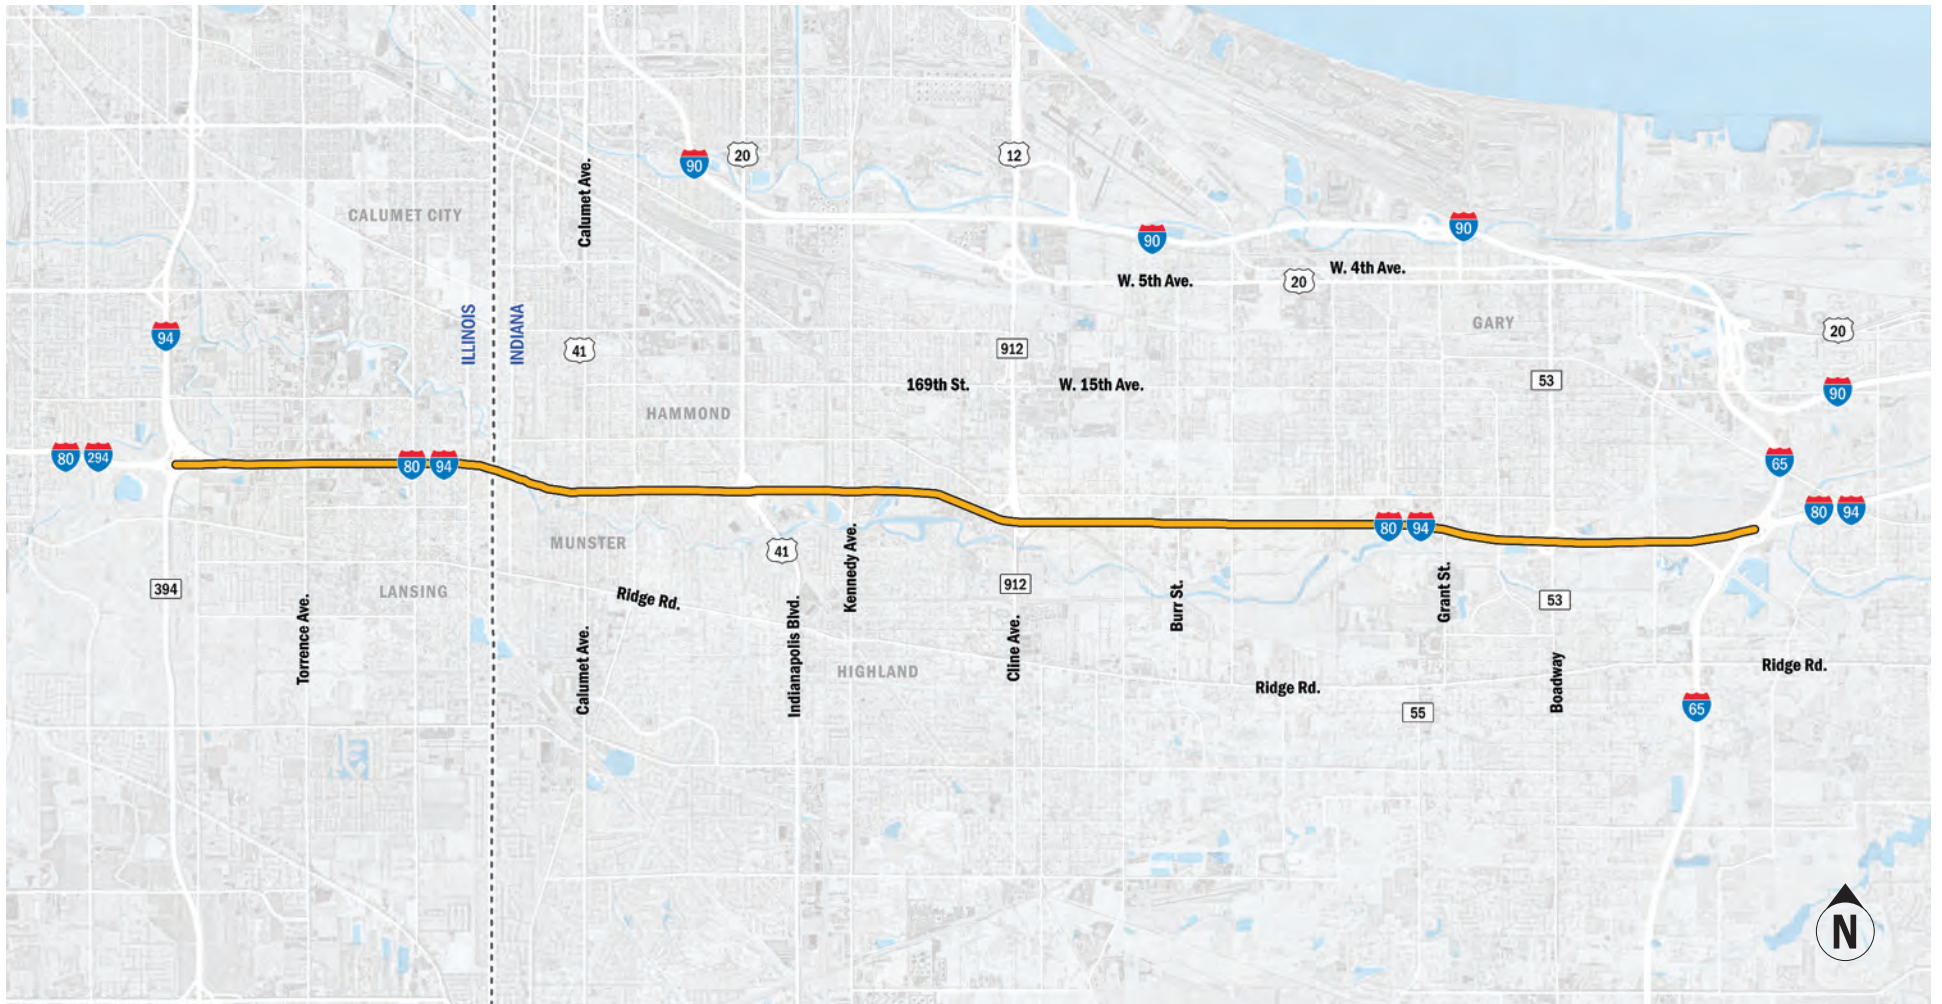 90
20
12
Calumet Ave.
CALUMET CITY
90
90
W. 5th Ave.
20
W. 4th Ave.
94
ILLINOIS
INDIANA
41
912
GARY
20
169th St.
W. 15th Ave.
53
90
HAMMOND
80
294
80
94
65
80
94
80
94
MUNSTER
41
Kennedy Ave.
394
LANSING
Ridge Rd.
912
Burr St.
Grant St.
53
Torrence Ave.
Calumet Ave.
Indianapolis Blvd.
HIGHLAND
Cline Ave.
Ridge Rd.
55
Boadway
Ridge Rd.
65
N